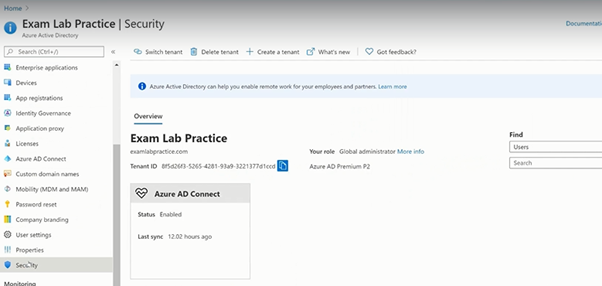 Home >
Exam Lab Practice | Security
Azure Active Directory
Documentatio
Search (Ctrl+/)
«
Switch tenant
Delete tenant
+ Create a tenant
What's new
Got feedback?
Enterprise applications
Devices
App registrations
Identity Governance
Application proxy
Licenses
Azure AD Connect
Custom domain names
Mobility (MDM and MAM)
Password reset
Company branding
User settings
Properties
Security
Monitoring
Azure Active Directory can help you enable remote work for your employees and partners. Learn more
Overview
Exam Lab Practice
examlabpractice.com
Your role Global administrator More info
Tenant ID 8f5d26f3-5265-4281-93a9-3221377d1ccd
Azure AD Premium P2
Find
Users
Search
Azure AD Connect
Status Enabled
Last sync 12.02 hours ago